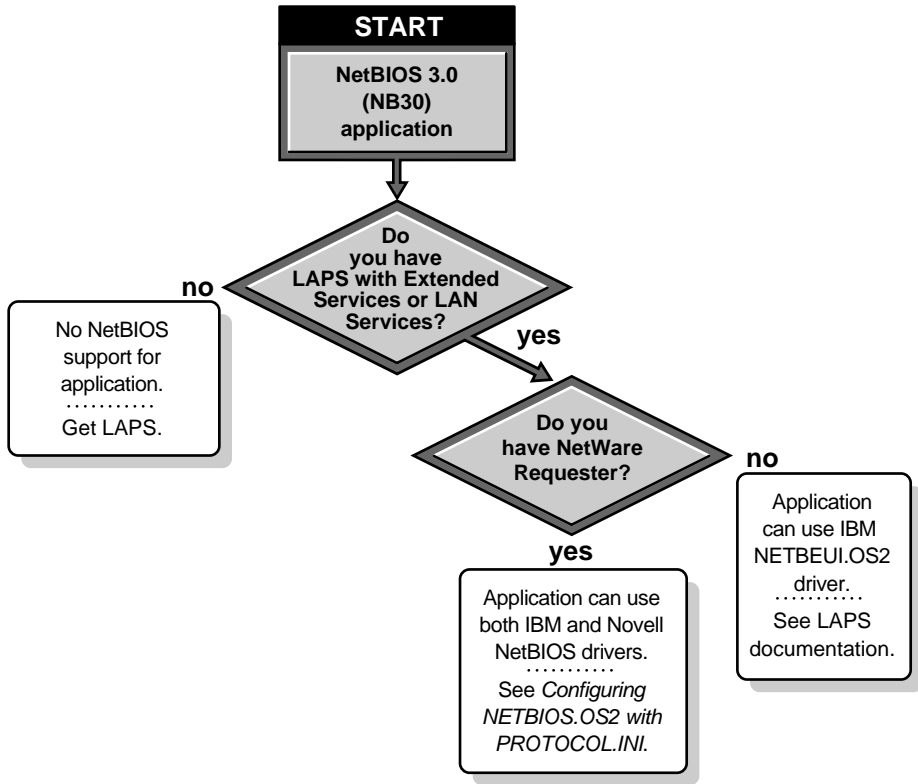 START
NetBIOS 3.0
(NB30)
application
Do
you have
LAPS with Extended
Services or LAN
Services?
no
No NetBIOS
support for
application.
...........
Get LAPS.
yes
Do you
have NetWare
Requester?
no
Application
can use IBM
NETBEUI.OS2
driver.
...........
See LAPS
documentation.
yes
Application can use
both IBM and Novell
NetBIOS drivers.
...........
See Configuring
NETBIOS.OS2 with
PROTOCOL.INI.